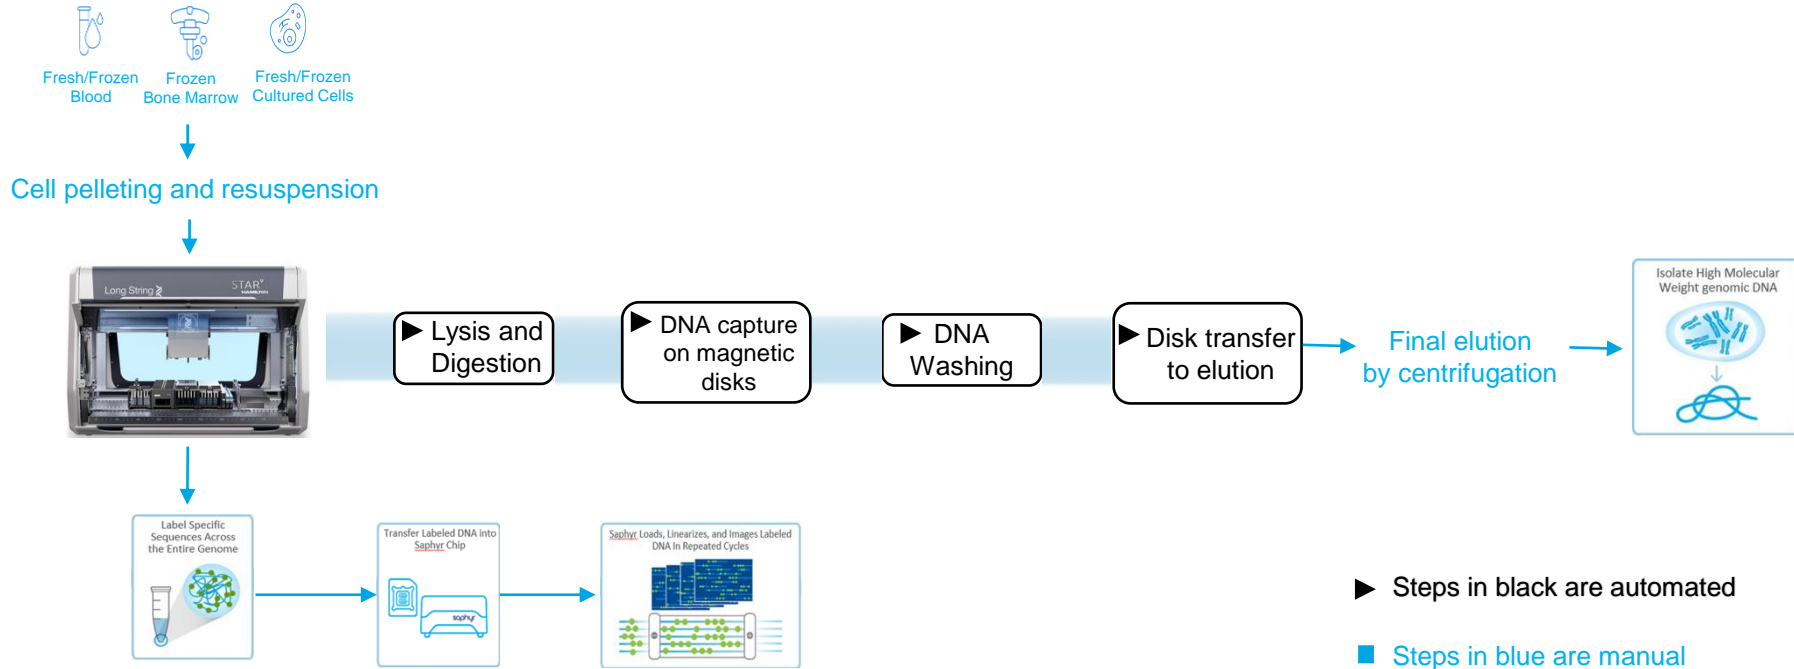 Fresh/Frozen
Blood
Frozen
Bone Marrow
Fresh/Frozen
Cultured Cells
Cell pelleting and resuspension
Long String
STAR V
HAMILTON
Lysis and
Digestion
DNA capture
on magnetic
disks
DNA
Washing
Disk transfer
to elution
Final elution
by centrifugation
Isolate High Molecular
Weight genomic DNA
Label Specific
Sequences Across
the Entire Genome
Transfer Labeled DNA into
Saphyr Chip
saphyr
Saphyr Loads, Linearizes, and Images Labeled
DNA In Repeated Cycles
Steps in black are automated
Steps in blue are manual